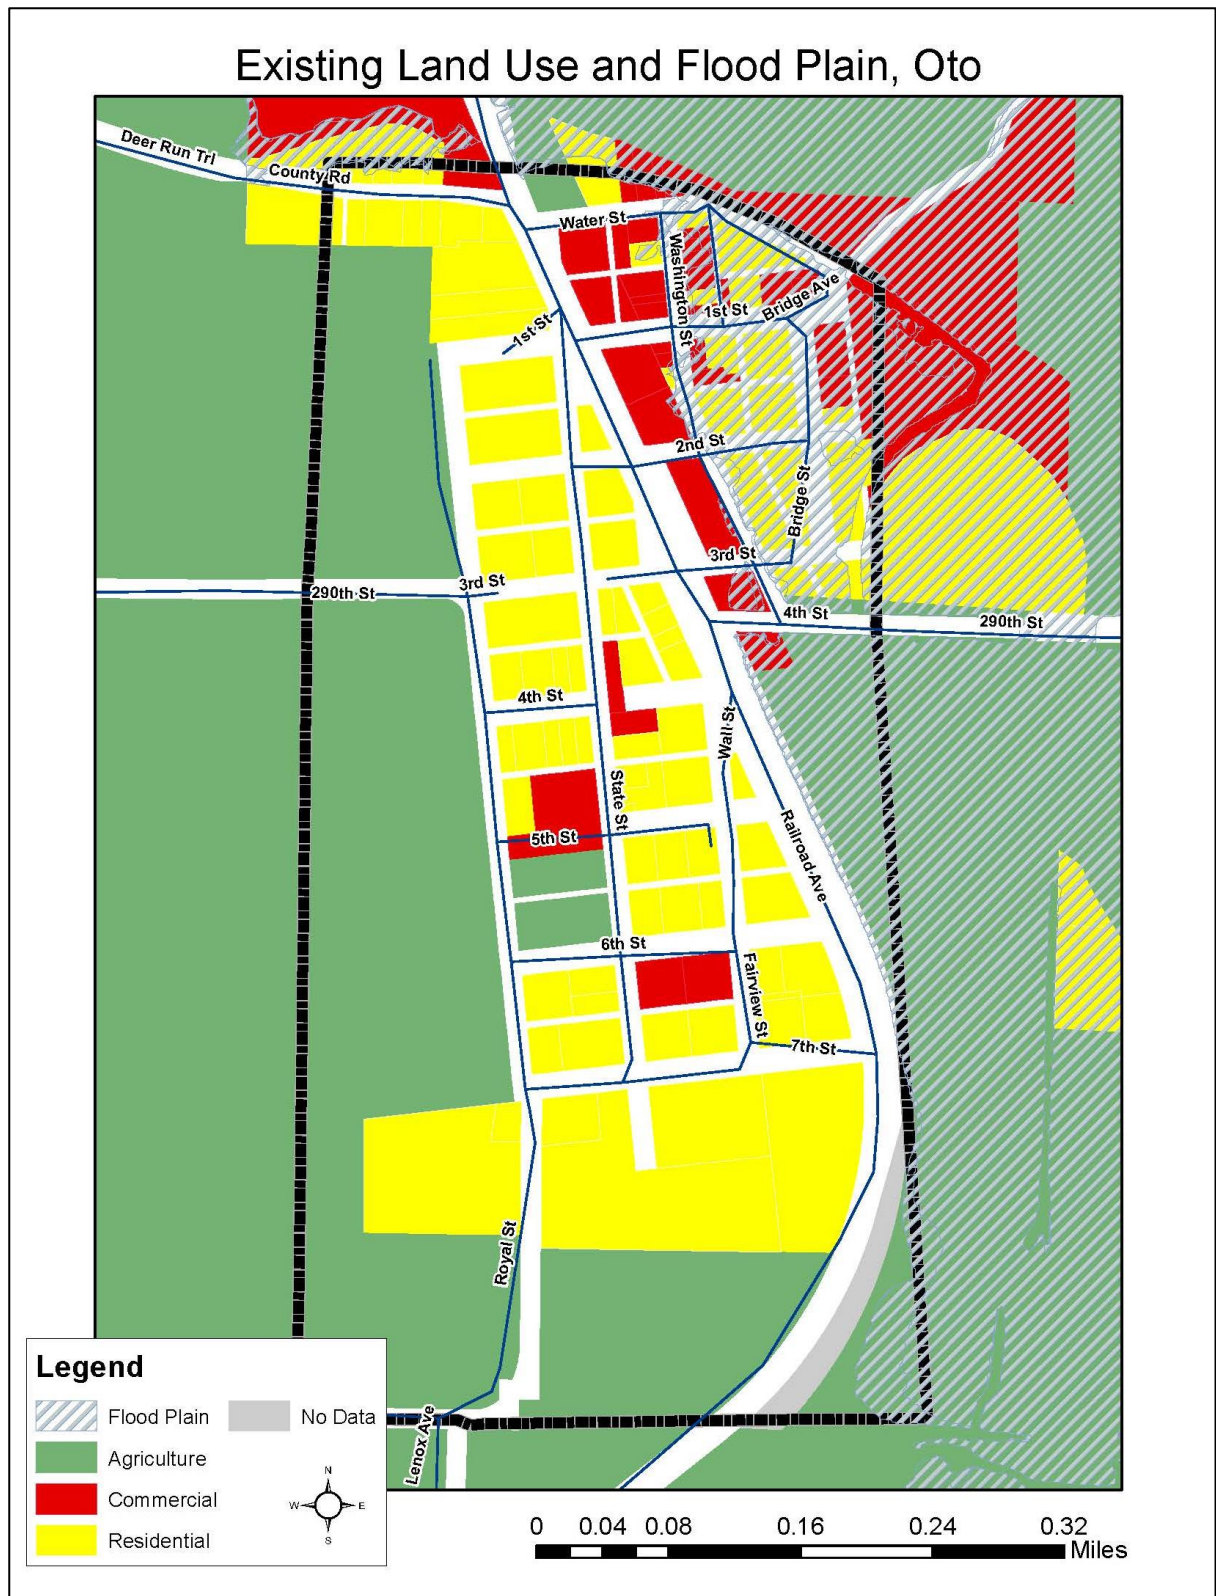 Existing Land Use and Flood Plain, Oto
Deer Run Trl
County Rd
Water St
Washington St
1st St
Bridge Ave
1st St
2nd St
Bridge St
3rd St
3rd St
290th St
4th St
290th St
4th St
Wall St
State St
Railroad Ave
5th St
6th St
Fairview St
7th St
Royal St
Lenox Ave
Legend
Flood Plain
No Data
Agriculture
Commercial
Residential
N
W E
S
0 0.04 0.08 0.16 0.24 0.32
Miles